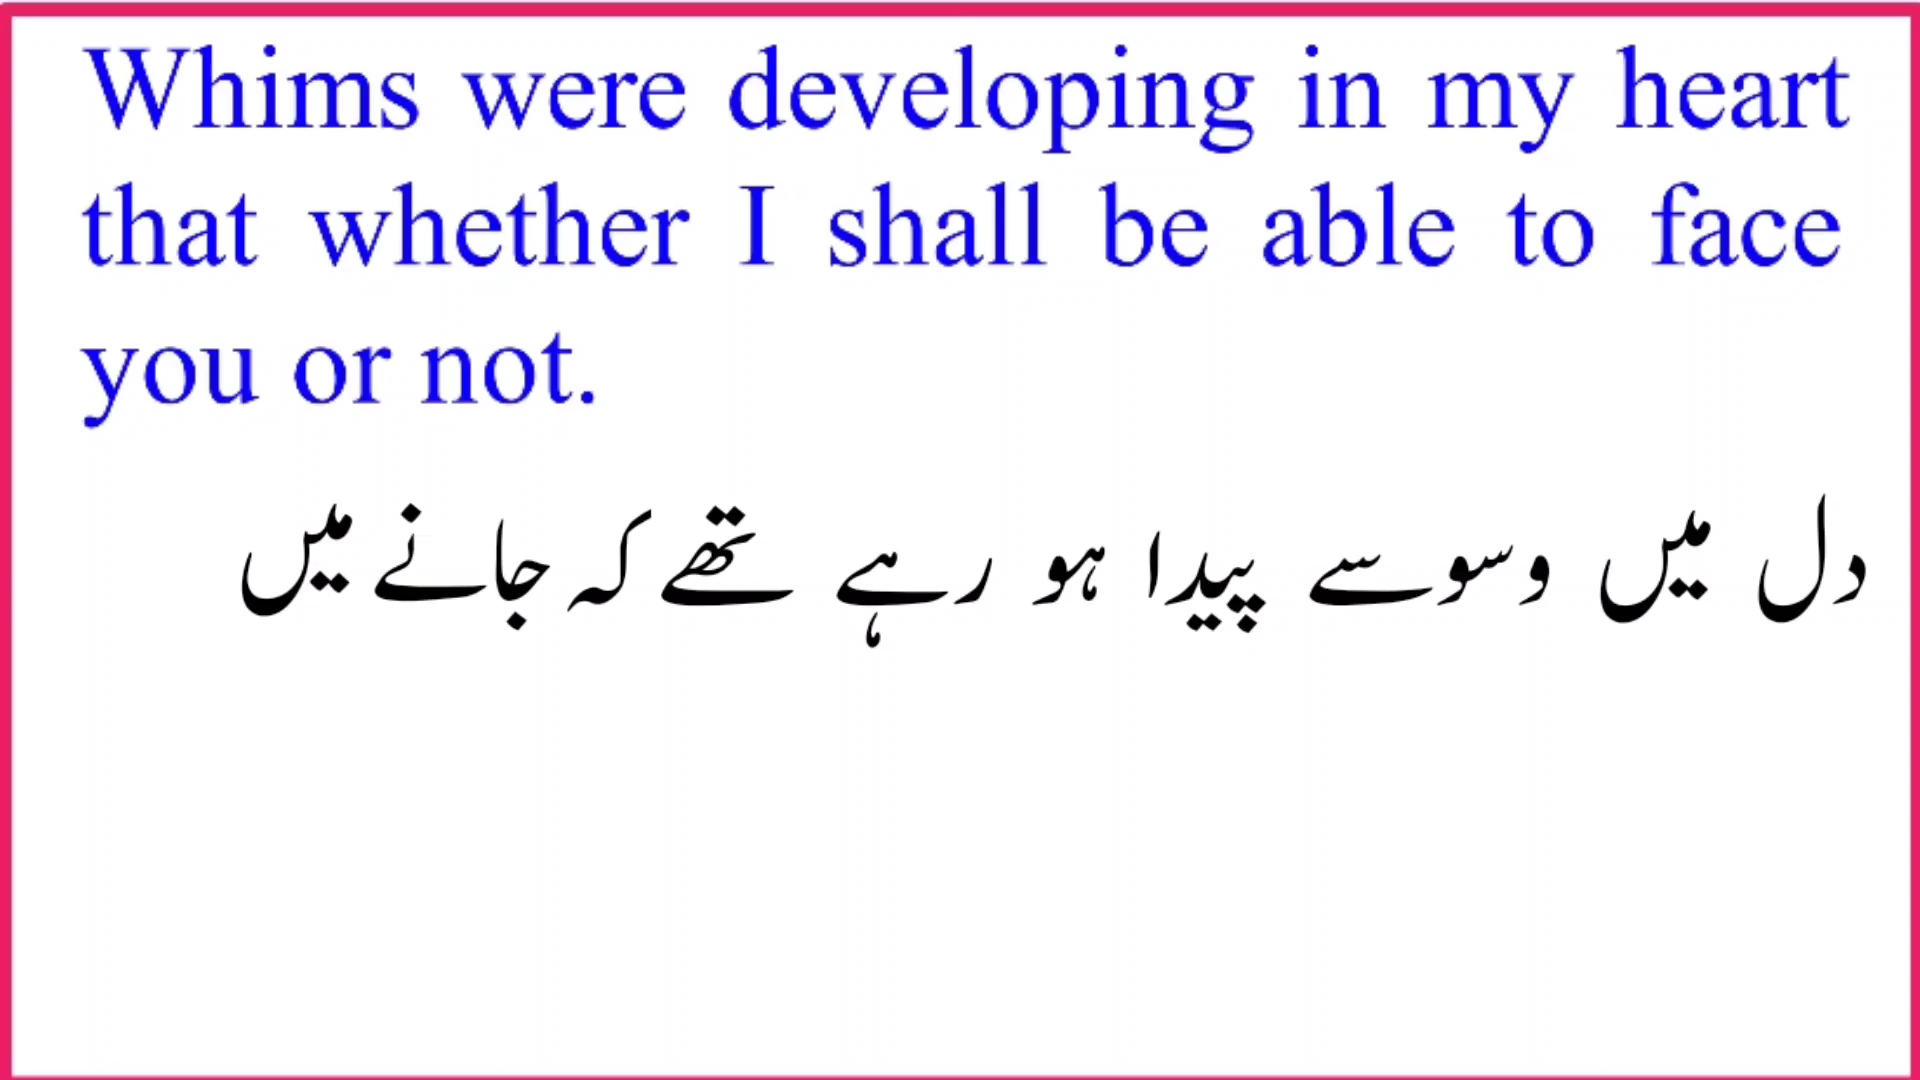 Whims were developing in my heart
that whether I shall be able to face
you or not.
دل میں وسوسے پیدا ہو رہے تھے کہ جانے میں